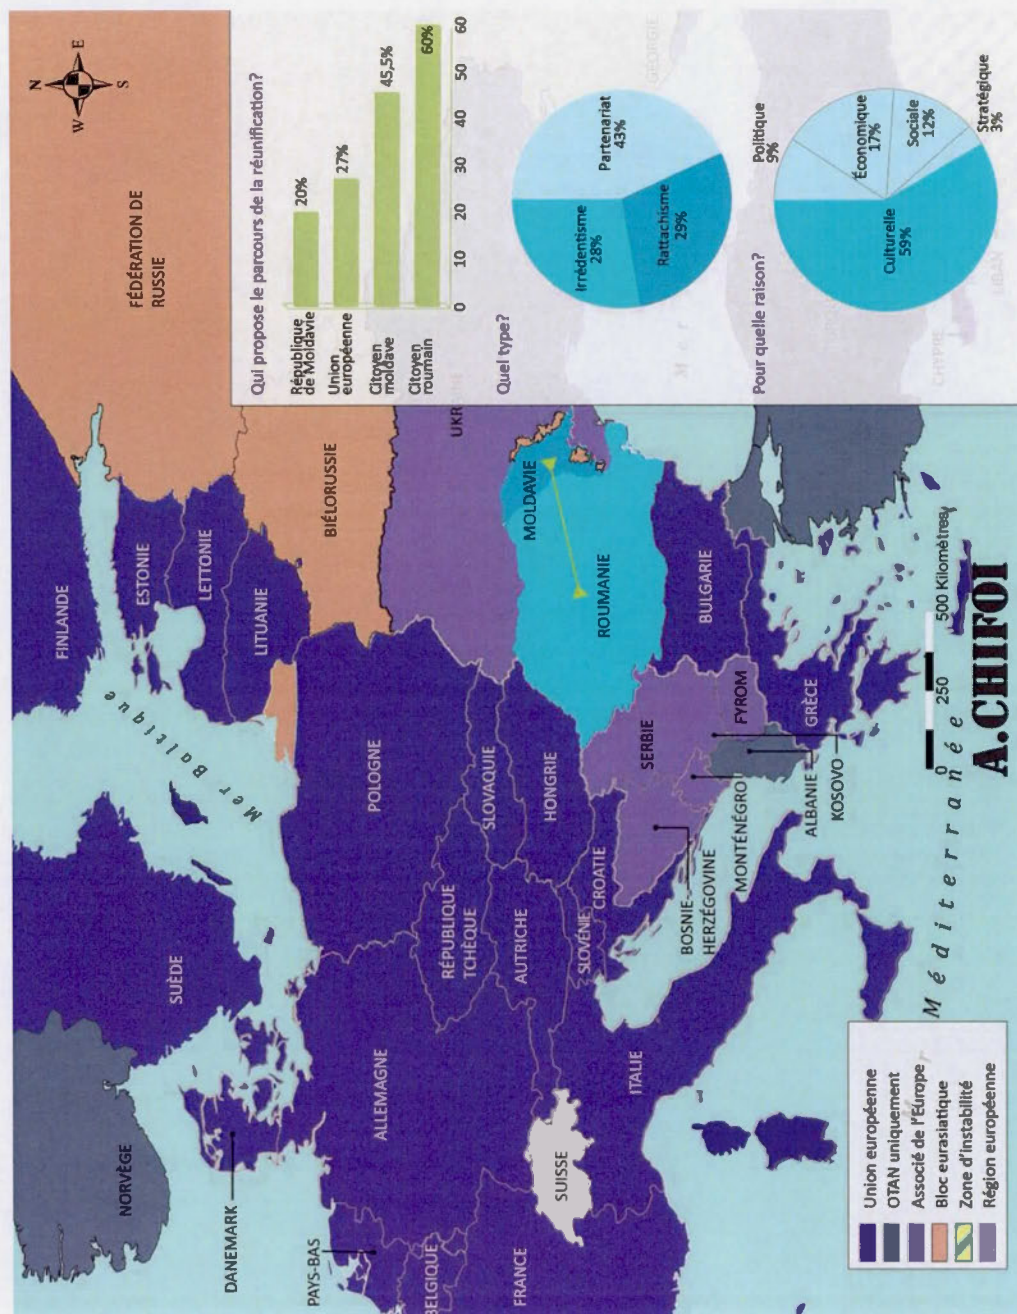 N
W
E
S
FÉDÉRATION DE
RUSSIE
FINLANDE
ESTONIE
LETTONIE
LITUANIE
BIÉLORUSSIE
Mer Baltique
SUÈDE
NORVÈGE
DANEMARK
PAYS-BAS
BELGIQUE
FRANCE
ALLEMAGNE
POLOGNE
RÉPUBLIQUE
TCHÈQUE
SLOVAQUIE
AUTRICHE
HONGRIE
SUISSE
SLOVÉNIE
CROATIE
ITALIE
BOSNIE-
HERZÉGOVINE
MONTÉNÉGRO
SERBIE
FYROM
ALBANIE
KOSOVO
GRÈCE
BULGARIE
ROUMANIE
MOLDAVIE
UKR
Méditerranée
Qui propose le parcours de la réunification?
République
de Moldavie
20%
Union
européenne
27%
Citoyen
moldave
45,5%
Citoyen
roumain
60%
0 10 20 30 40 50 60
Quel type?
Irrédentisme
28%
Partenariat
43%
Rattachisme
29%
Pour quelle raison?
Politique
9%
Économique
17%
Sociale
12%
Stratégique
3%
Culturelle
59%
GÉORGIE
CHYPRE
LIBAN
Union européenne
OTAN uniquement
Associé de l'Europe
Bloc eurasiatique
Zone d'instabilité
Région européenne
0 250 500 Kilomètres
A.CHIFOI